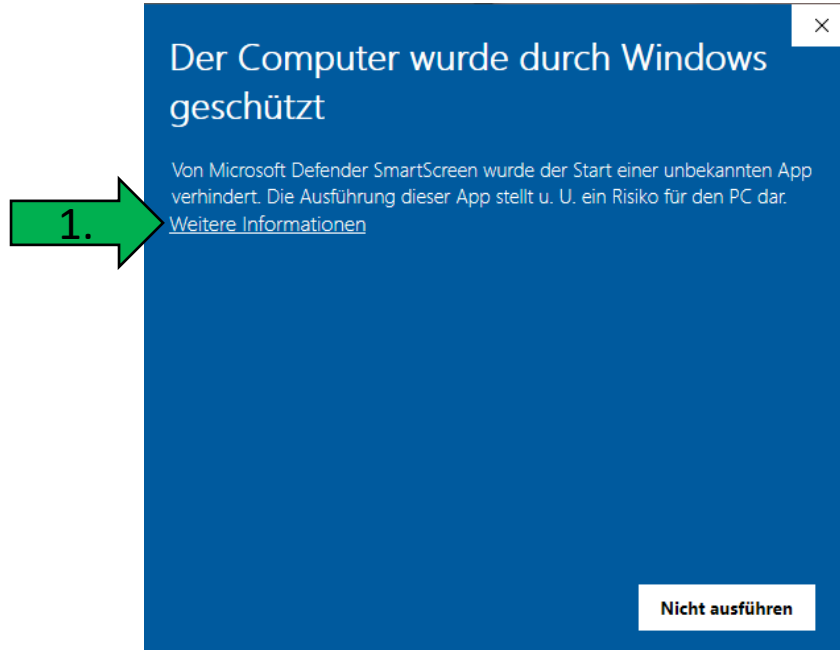 Der Computer wurde durch Windows
geschützt
Von Microsoft Defender SmartScreen wurde der Start einer unbekannten App
verhindert. Die Ausführung dieser App stellt u. U. ein Risiko für den PC dar.
1.
Weitere Informationen
Nicht ausführen